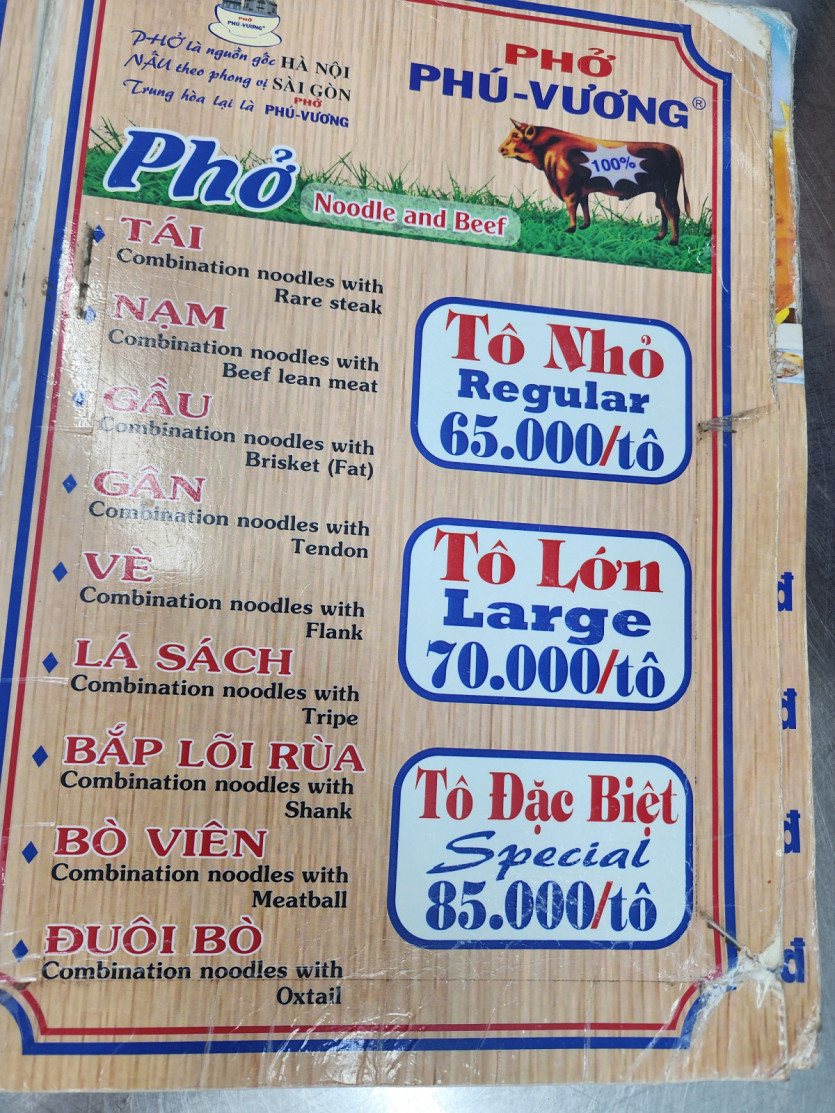 PHỞ
PHÚ-VƯƠNG
PHỞ là nguồn gốc HÀ NỘI
NẤU theo phong vị SÀI GÒN
Trung hòa lại là PHỞ PHÚ-VƯƠNG
PHỞ
PHÚ-VƯƠNG®
100%
Phở
Noodle and Beef
TÁI
Combination noodles with
Rare steak
NẠM
Combination noodles with
Beef lean meat
GẦU
Combination noodles with
Brisket (Fat)
GÂN
Combination noodles with
Tendon
VÈ
Combination noodles with
Flank
LÁ SÁCH
Combination noodles with
Tripe
BẮP LÕI RÙA
Combination noodles with
Shank
BÒ VIÊN
Combination noodles with
Meatball
ĐUÔI BÒ
Combination noodles with
Oxtail
Tô Nhỏ
Regular
65.000/tô
Tô Lớn
Large
70.000/tô
Tô Đặc Biệt
Special
85.000/tô
đ
đ
đ
đ